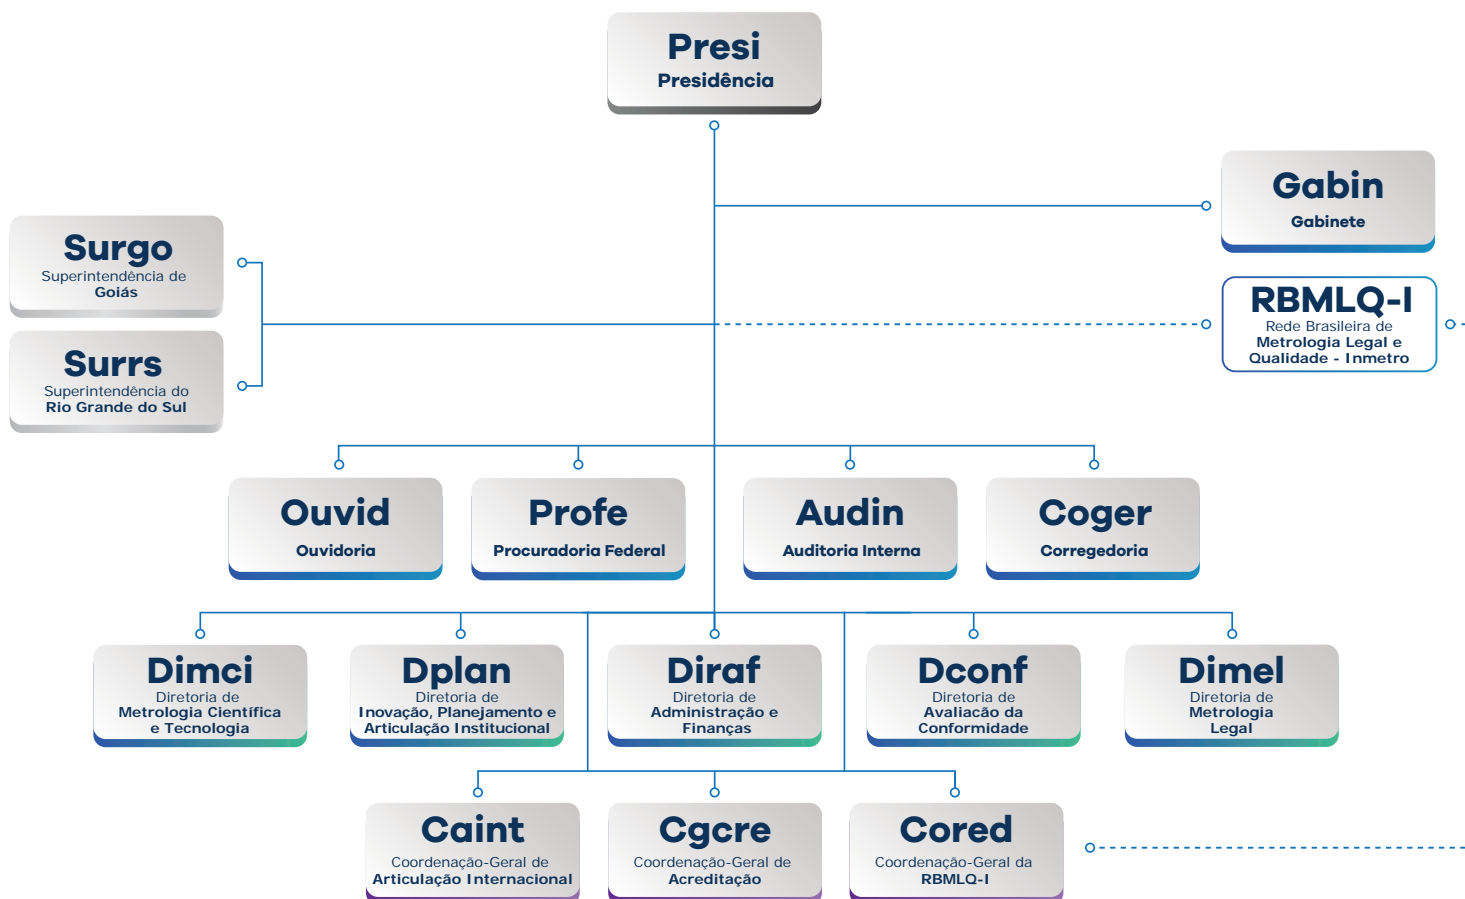 Presi
Presidência
Gabin
Gabinete
Surgo
Superintendência de
Goiás
RBMLQ-I
Rede Brasileira de
Metrologia Legal e
Qualidade - Inmetro
Surrs
Superintendência do
Rio Grande do Sul
Ouvid
Ouvidoria
Profe
Procuradoria Federal
Audin
Auditoria Interna
Coger
Corregedoria
Dimci
Diretoria de
Metrologia Científica
e Tecnologia
Dplan
Diretoria de
Inovação, Planejamento e
Articulação Institucional
Diraf
Diretoria de
Administração e
Finanças
Dconf
Diretoria de
Avaliacão da
Conformidade
Dimel
Diretoria de
Metrologia
Legal
Caint
Coordenação-Geral de
Articulação Internacional
Cgcre
Coordenação-Geral de
Acreditação
Cored
Coordenação-Geral da
RBMLQ-I